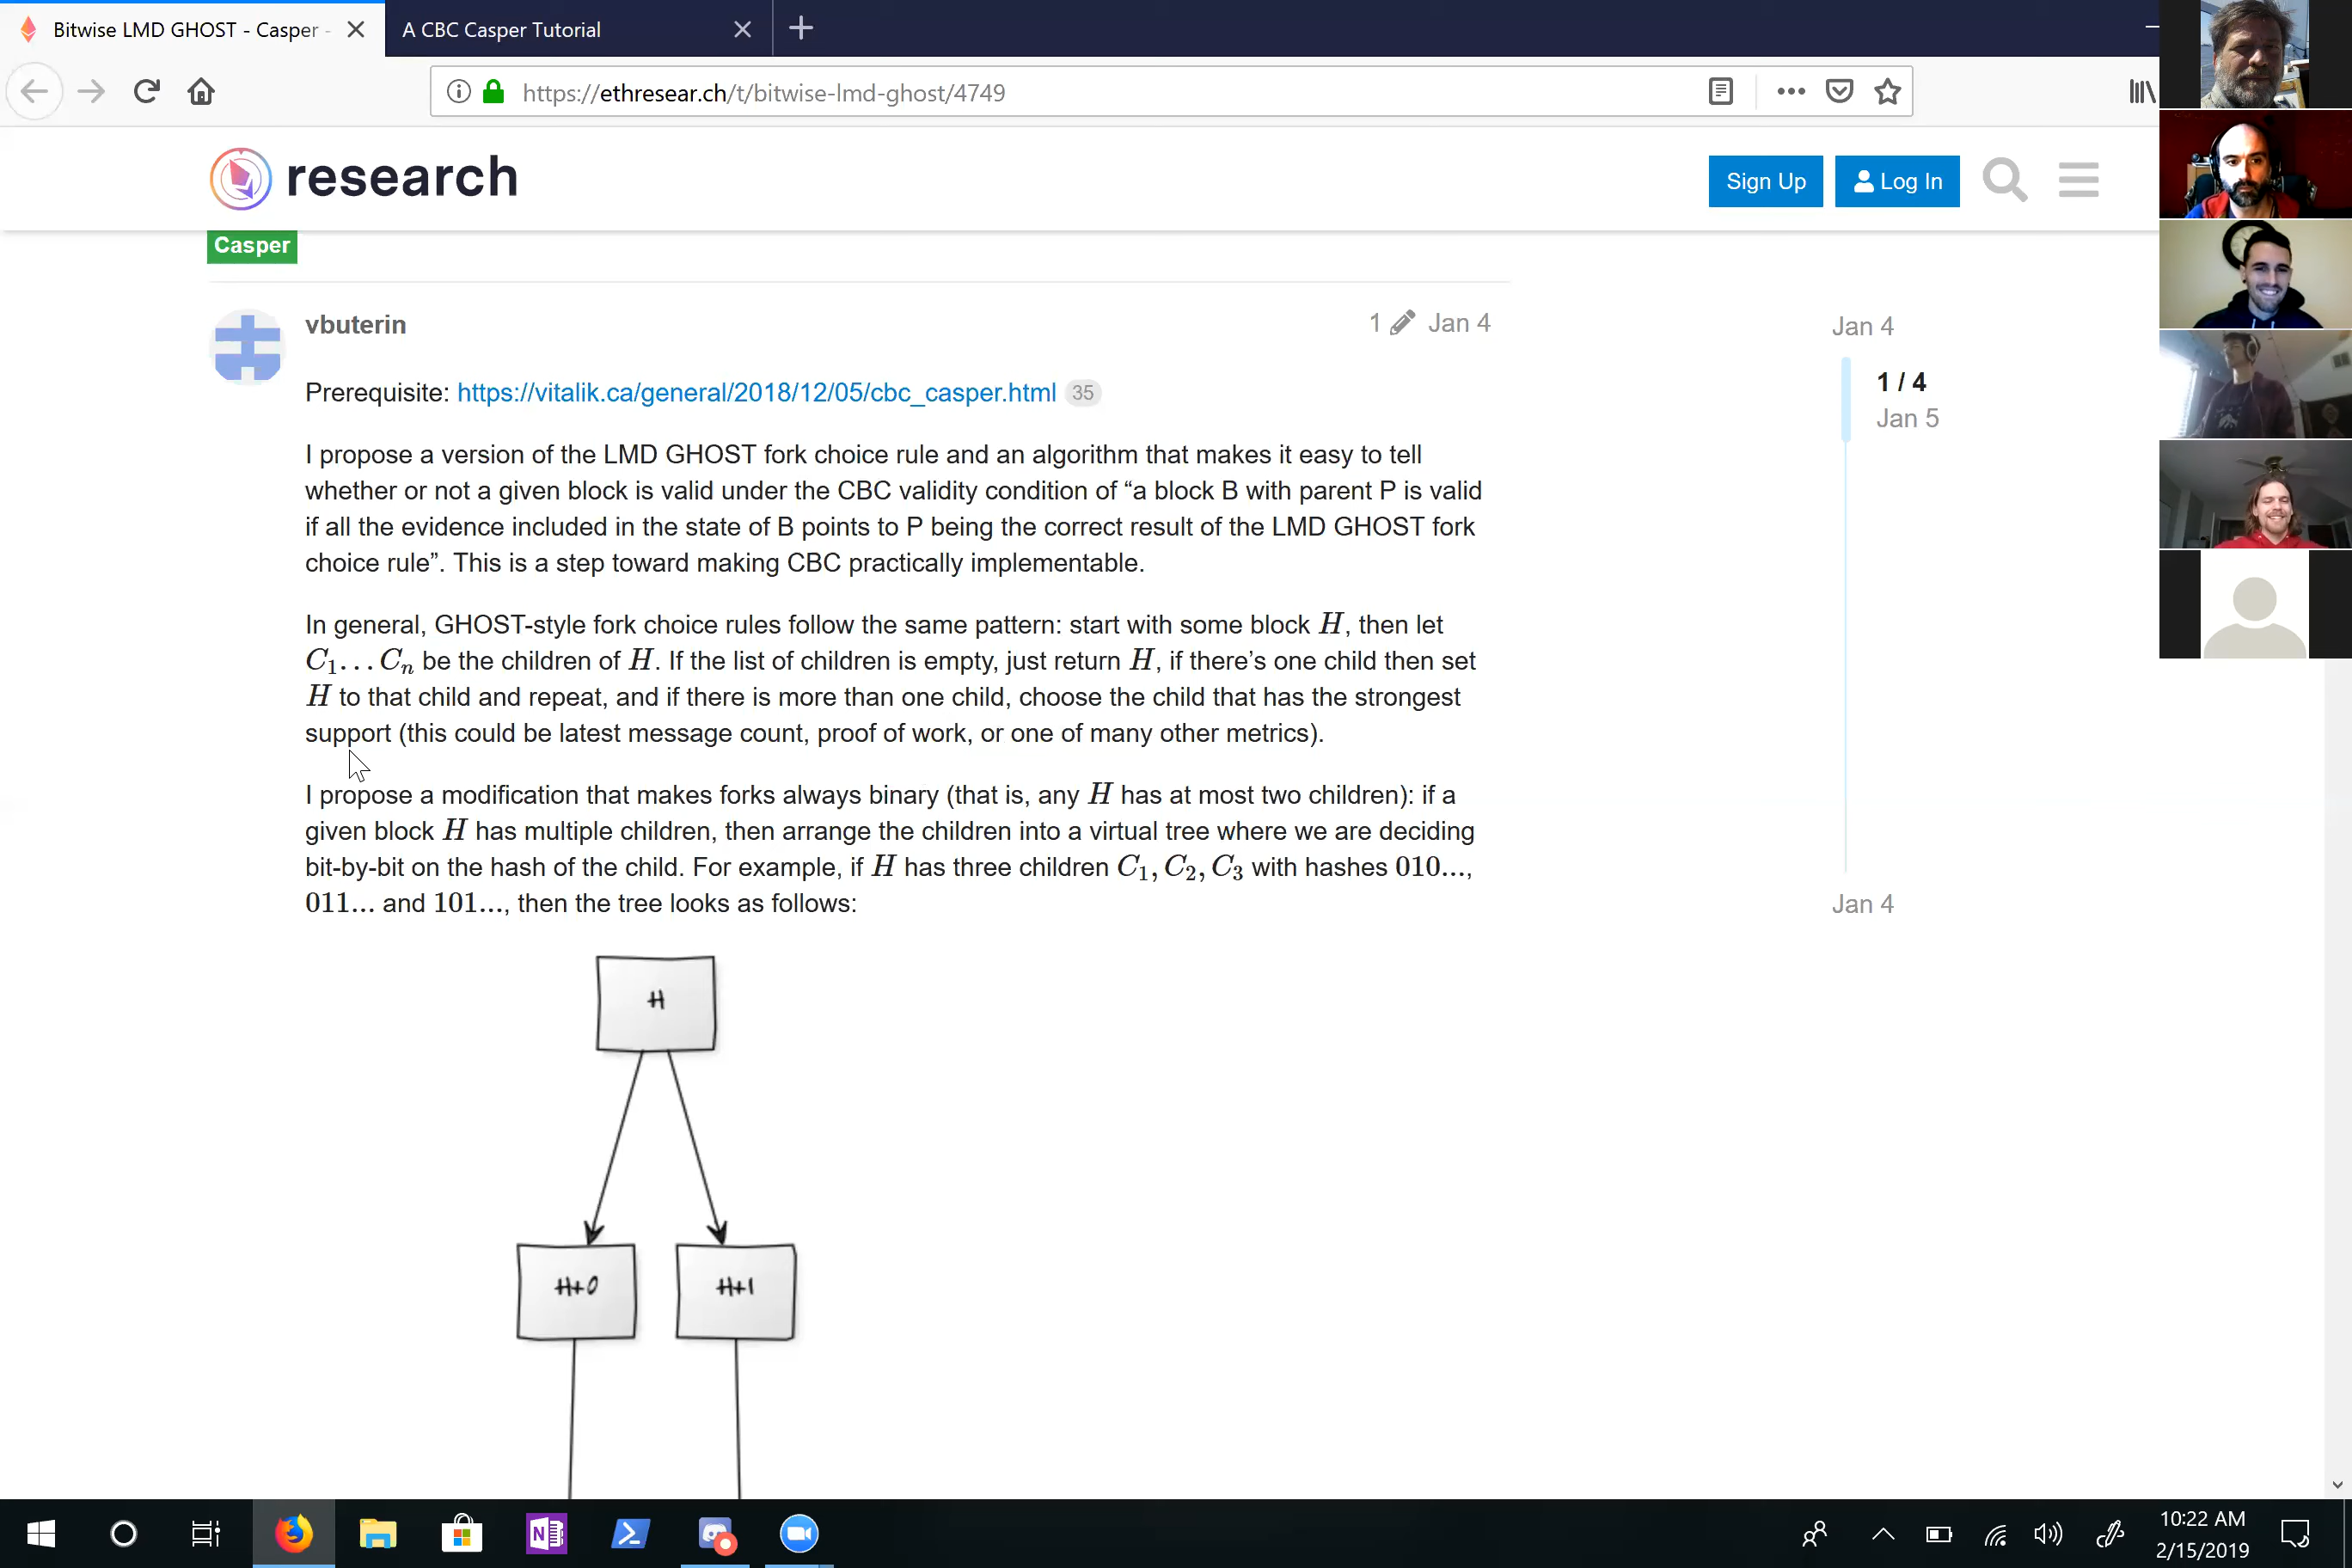 Bitwise LMD GHOST - Casper -
A CBC Casper Tutorial
https://ethresear.ch/t/bitwise-lmd-ghost/4749
research
Sign Up
Log In
Casper
vbuterin
1
Jan 4
Prerequisite: https://vitalik.ca/general/2018/12/05/cbc_casper.html 35
I propose a version of the LMD GHOST fork choice rule and an algorithm that makes it easy to tell
whether or not a given block is valid under the CBC validity condition of “a block B with parent P is valid
if all the evidence included in the state of B points to P being the correct result of the LMD GHOST fork
choice rule”. This is a step toward making CBC practically implementable.
In general, GHOST-style fork choice rules follow the same pattern: start with some block H, then let
C₁…Cₙ be the children of H. If the list of children is empty, just return H, if there’s one child then set
H to that child and repeat, and if there is more than one child, choose the child that has the strongest
support (this could be latest message count, proof of work, or one of many other metrics).
I propose a modification that makes forks always binary (that is, any H has at most two children): if a
given block H has multiple children, then arrange the children into a virtual tree where we are deciding
bit-by-bit on the hash of the child. For example, if H has three children C₁, C₂, C₃ with hashes 010...,
011... and 101..., then the tree looks as follows:
H
H+0
H+1
Jan 4
1 / 4
Jan 5
Jan 4
10:22 AM
2/15/2019